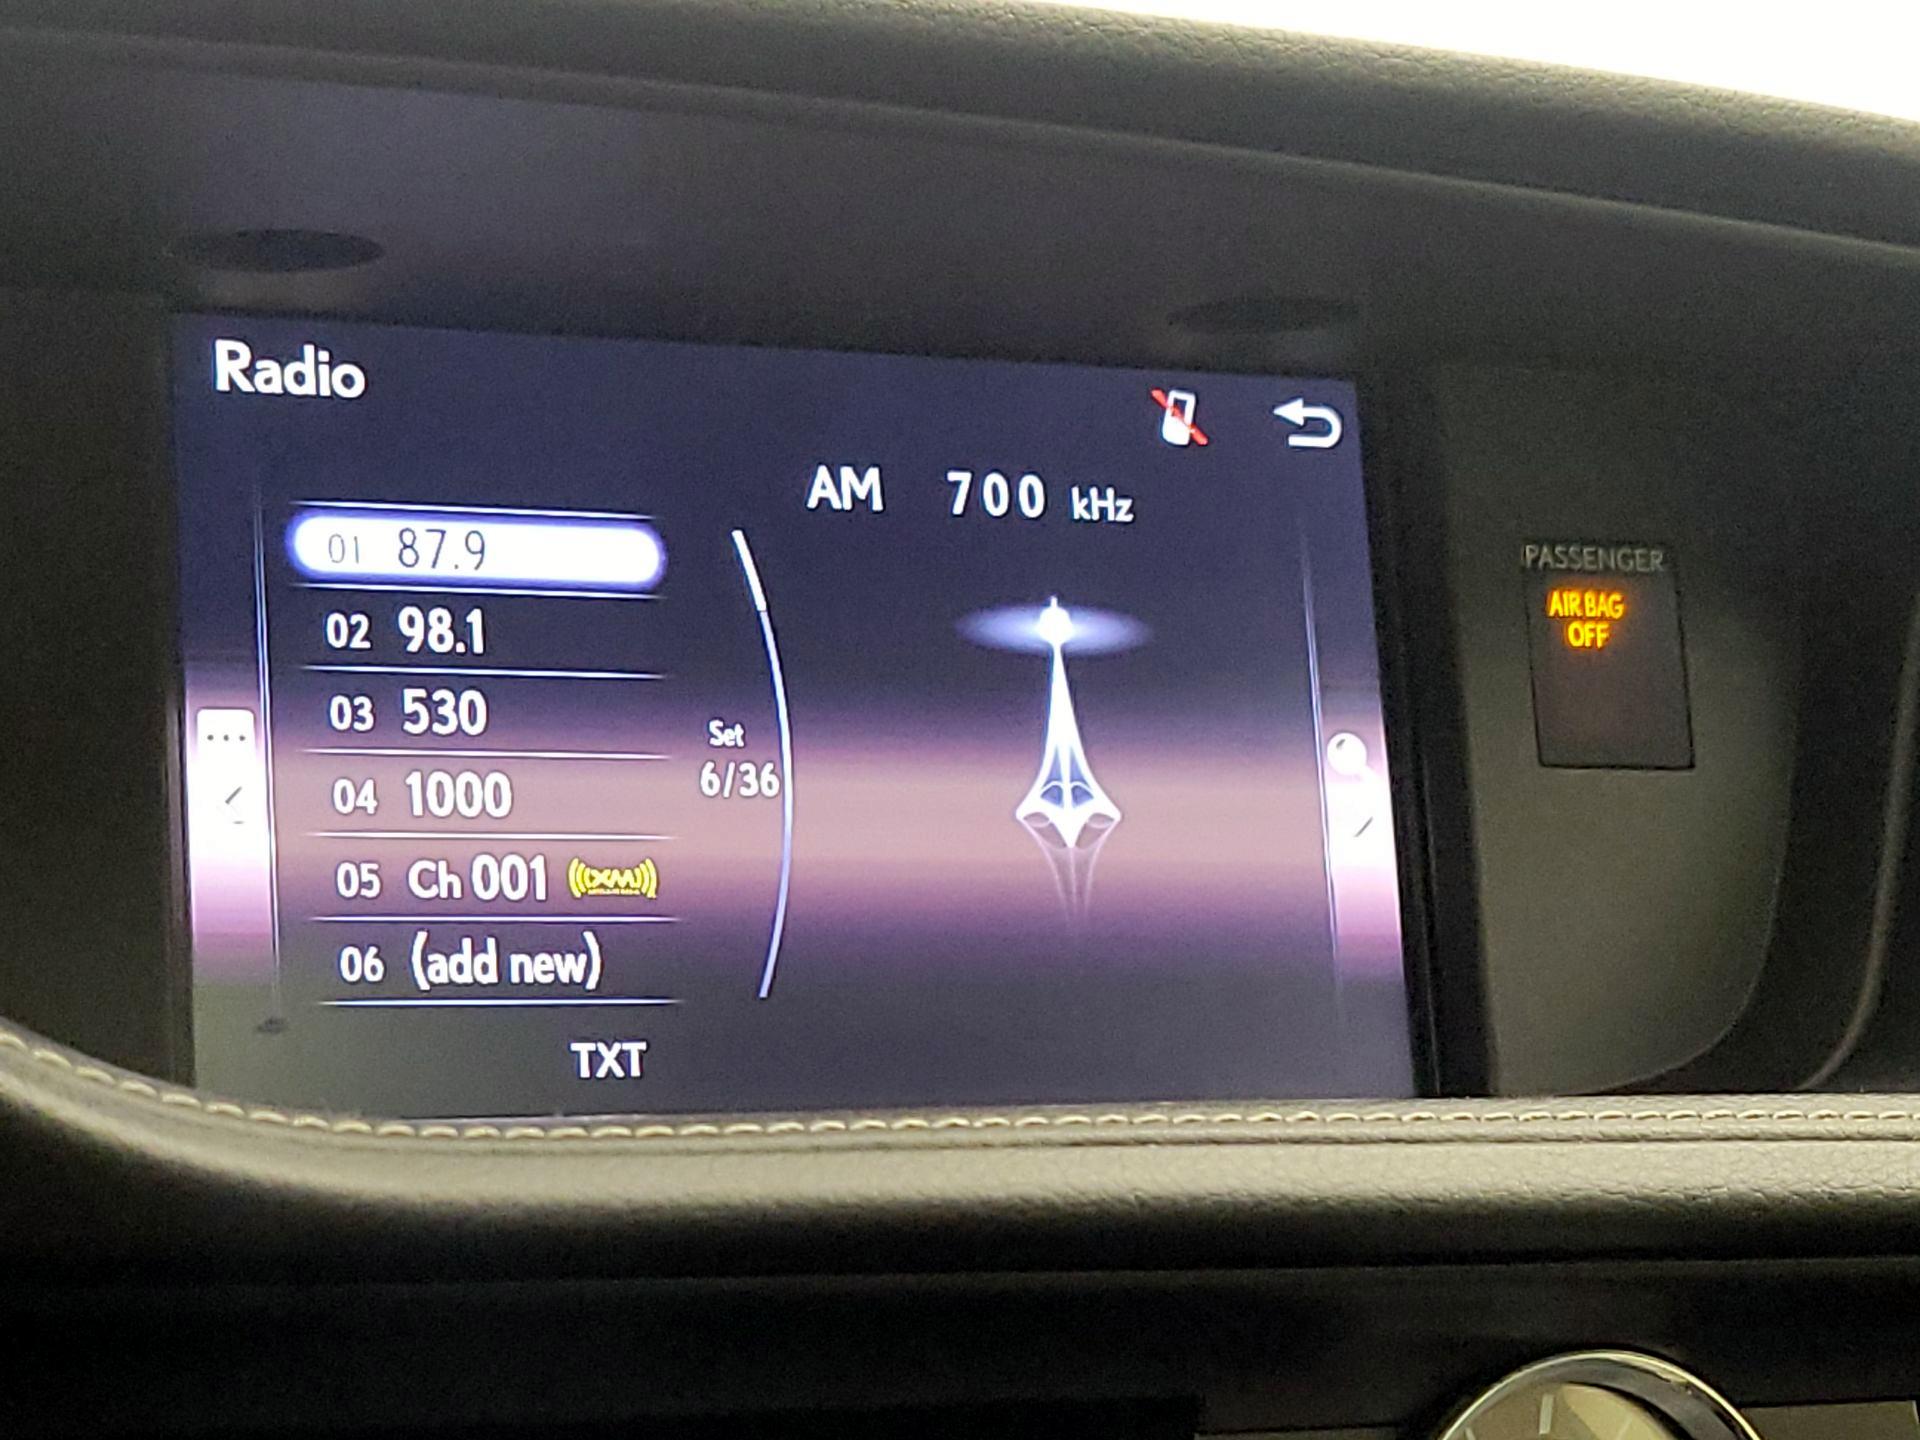 Radio
AM 700 kHz
01 87.9
02 98.1
03 530
04 1000
05 Ch 001 ((XM))
06 (add new)
Set
6/36
TXT
PASSENGER
AIR BAG
OFF